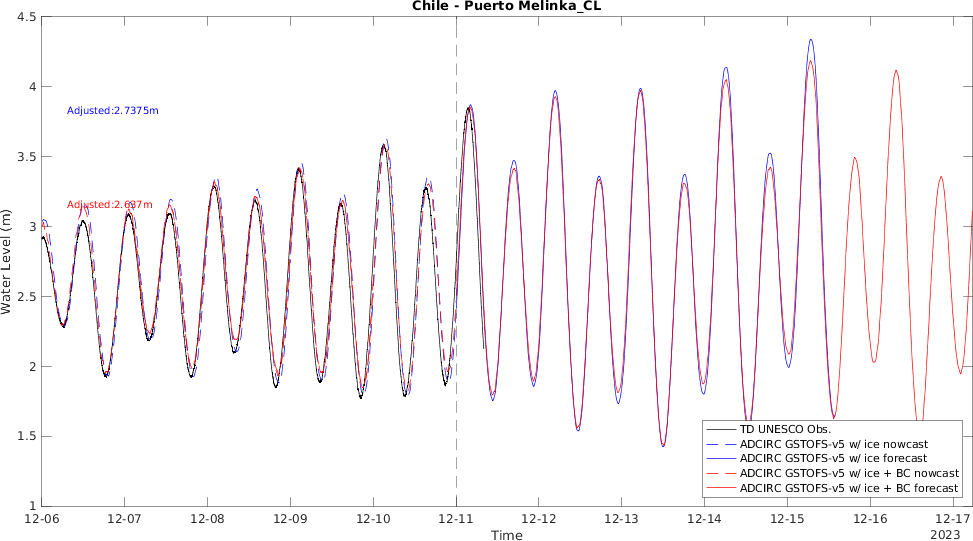 Chile - Puerto Melinka_CL
4.5
4
3.5
3
2.5
2
1.5
1
Water Level (m)
Adjusted:2.7375m
Adjusted:2.687m
TD UNESCO Obs.
ADCIRC GSTOFS-v5 w/ ice nowcast
ADCIRC GSTOFS-v5 w/ ice forecast
ADCIRC GSTOFS-v5 w/ ice + BC nowcast
ADCIRC GSTOFS-v5 w/ ice + BC forecast
12-06 12-07 12-08 12-09 12-10 12-11 12-12 12-13 12-14 12-15 12-16 12-17
Time
2023